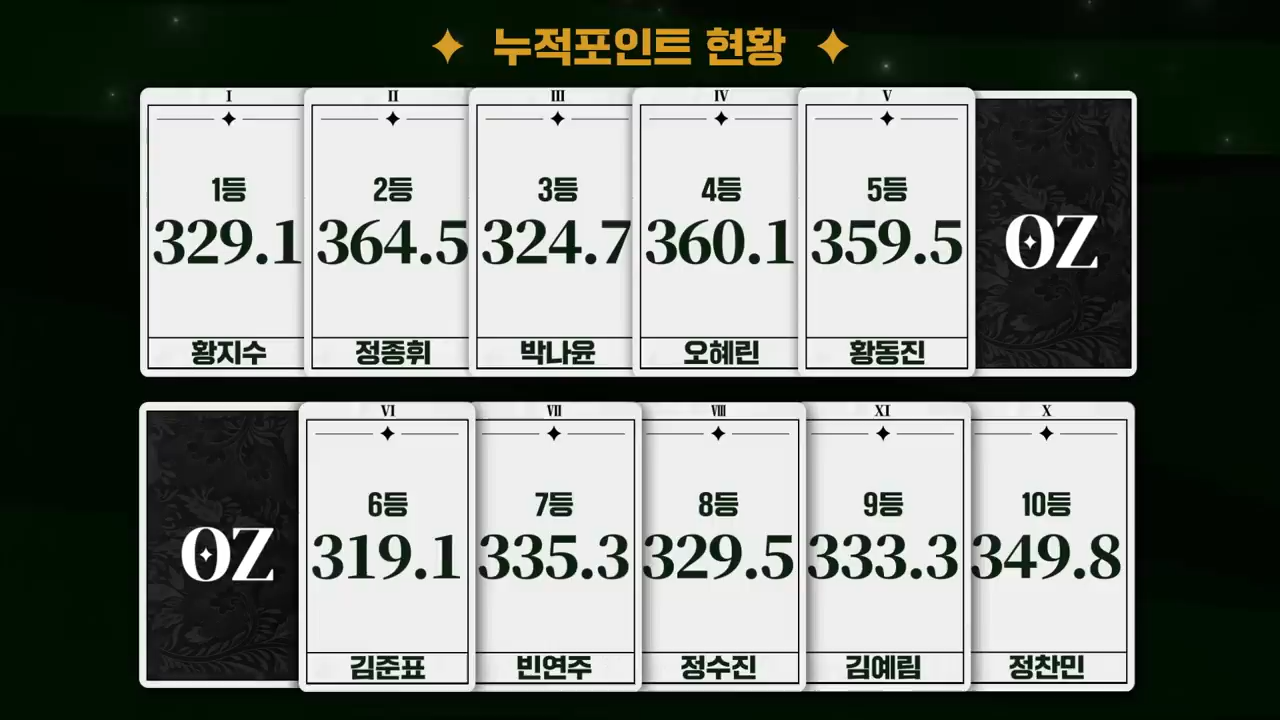 누적포인트 현황
I II III IV V
1등 2등 3등 4등 5등
329.1 364.5 324.7 360.1 359.5 OZ
황지수 정종휘 박나윤 오혜린 황동진
VI VII VIII XI X
6등 7등 8등 9등 10등
OZ 319.1 335.3 329.5 333.3 349.8
김준표 빈연주 정수진 김예림 정찬민